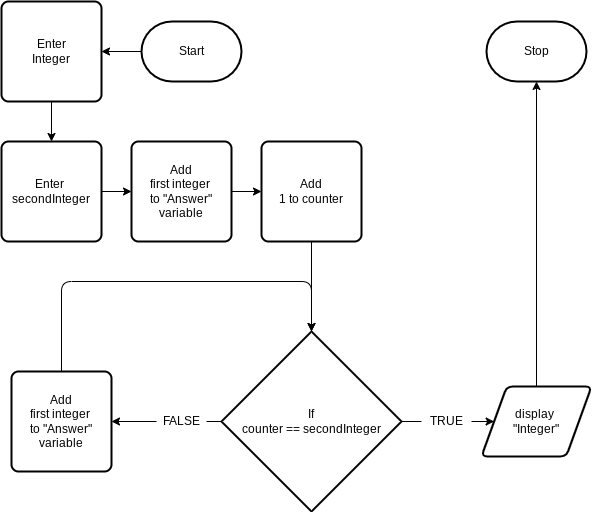 Start
Enter
Integer
Enter
secondInteger
Add
first integer
to "Answer"
variable
Add
1 to counter
If
counter == secondInteger
FALSE
Add
first integer
to "Answer"
variable
TRUE
display
"Integer"
Stop